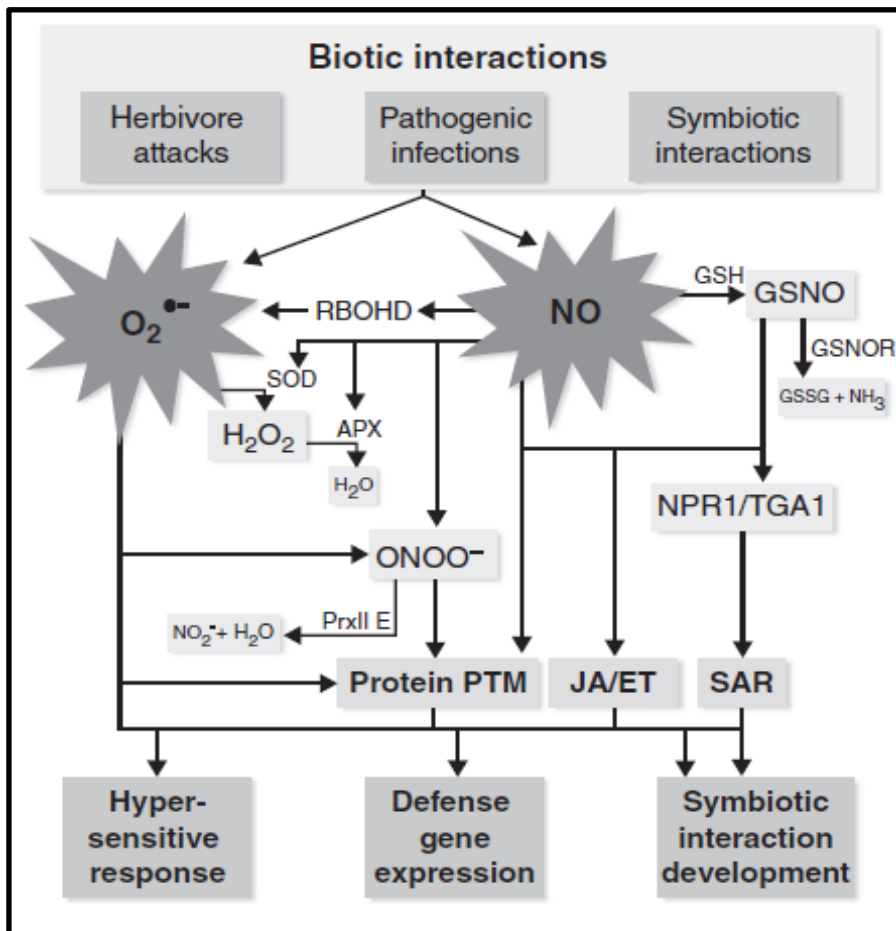 Biotic interactions
Herbivore
attacks
Pathogenic
infections
Symbiotic
interactions
O₂•−
RBOHD
NO
GSH
GSNO
GSNOR
GSSG + NH₃
SOD
H₂O₂
APX
H₂O
NPR1/TGA1
ONOO−
PrxII E
NO₂-+ H₂O
Protein PTM
JA/ET
SAR
Hyper-
sensitive
response
Defense
gene
expression
Symbiotic
interaction
development